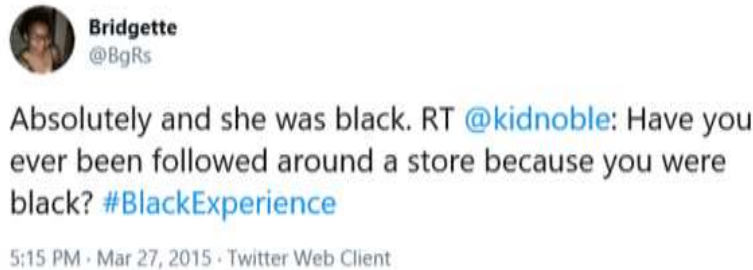 Bridgette
@BgRs
Absolutely and she was black. RT @kidnoble: Have you
ever been followed around a store because you were
black? #BlackExperience
5:15 PM · Mar 27, 2015 · Twitter Web Client